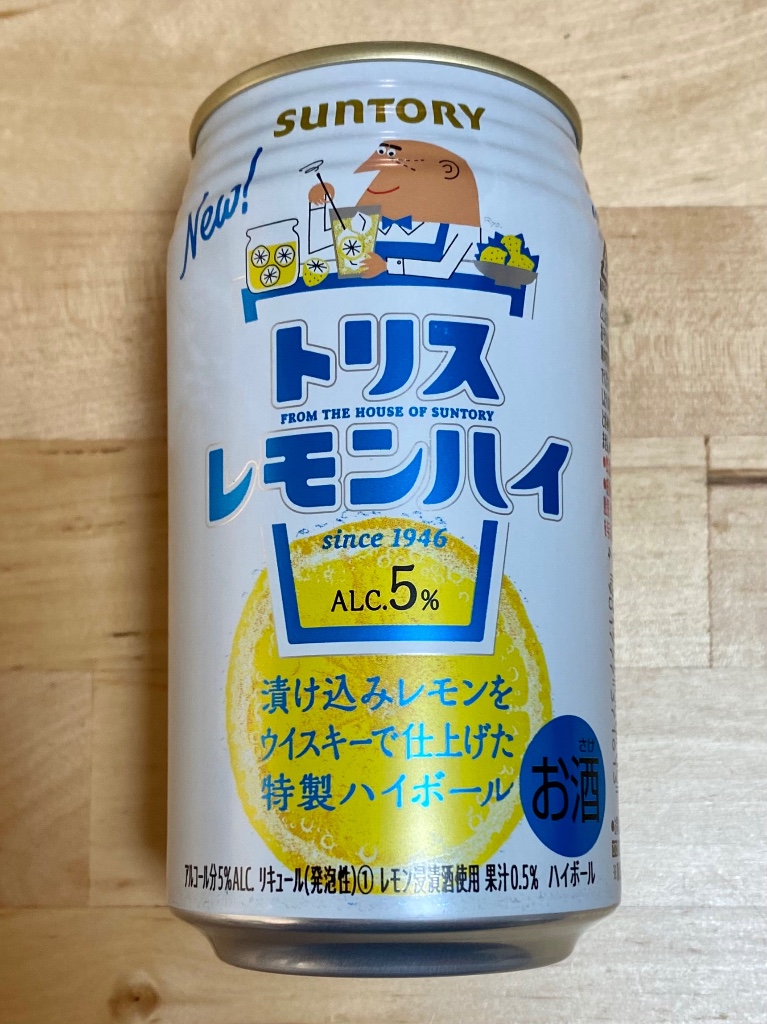 SUNTORY
New!
トリス
FROM THE HOUSE OF SUNTORY
レモンハイ
since 1946
ALC.5%
漬け込みレモンを
ウイスキーで仕上げた
特製ハイボール
さけ
お酒
アルコール分5%ALC. リキュール(発泡性)① レモン浸漬酒使用 果汁0.5% ハイボール